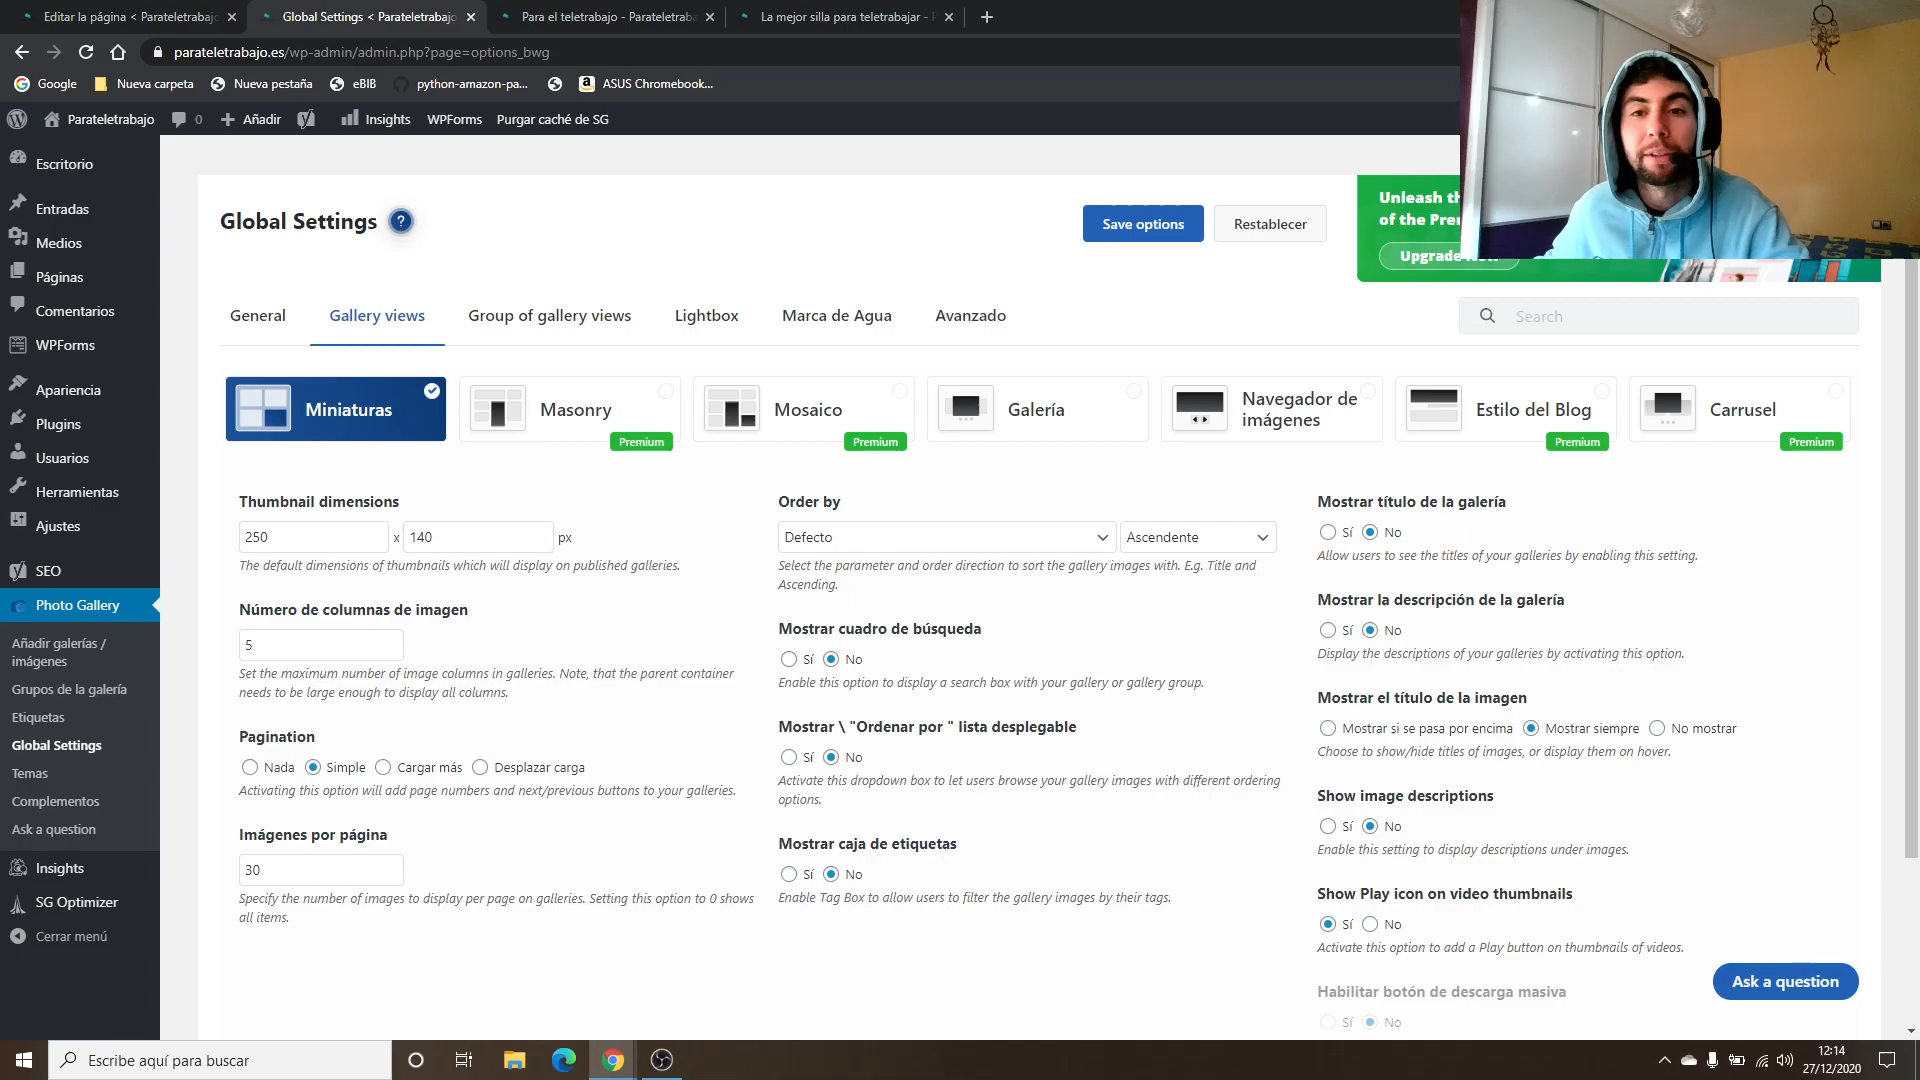 Editar la página < Parateletrabajo
Global Settings < Parateletrabajo
Para el teletrabajo - Parateletraba
La mejor silla para teletrabajar -
parateletrabajo.es/wp-admin/admin.php?page=options_bwg
Google
Nueva carpeta
Nueva pestaña
eBIB
python-amazon-pa...
ASUS Chromebook...
Parateletrabajo
0
Añadir
Insights
WPForms
Purgar caché de SG
Escritorio
Entradas
Medios
Páginas
Comentarios
WPForms
Apariencia
Plugins
Usuarios
Herramientas
Ajustes
SEO
Photo Gallery
Añadir galerías /
imágenes
Grupos de la galería
Etiquetas
Global Settings
Temas
Complementos
Ask a question
Insights
SG Optimizer
Cerrar menú
Global Settings ?
Save options
Restablecer
Unleash
of the
Upgrade
General
Gallery views
Group of gallery views
Lightbox
Marca de Agua
Avanzado
Search
Miniaturas
Masonry
Premium
Mosaico
Premium
Galería
Navegador de
imágenes
Estilo del Blog
Premium
Carrusel
Premium
Thumbnail dimensions
250 x 140 px
The default dimensions of thumbnails which will display on published galleries.
Número de columnas de imagen
5
Set the maximum number of image columns in galleries. Note, that the parent container
needs to be large enough to display all columns.
Pagination
Nada Simple Cargar más Desplazar carga
Activating this option will add page numbers and next/previous buttons to your galleries.
Imágenes por página
30
Specify the number of images to display per page on galleries. Setting this option to 0 shows
all items.
Order by
Defecto
Ascendente
Select the parameter and order direction to sort the gallery images with. E.g. Title and
Ascending.
Mostrar cuadro de búsqueda
Sí No
Enable this option to display a search box with your gallery or gallery group.
Mostrar \ "Ordenar por " lista desplegable
Sí No
Activate this dropdown box to let users browse your gallery images with different ordering
options.
Mostrar caja de etiquetas
Sí No
Enable Tag Box to allow users to filter the gallery images by their tags.
Mostrar título de la galería
Sí No
Allow users to see the titles of your galleries by enabling this setting.
Mostrar la descripción de la galería
Sí No
Display the descriptions of your galleries by activating this option.
Mostrar el título de la imagen
Mostrar si se pasa por encima Mostrar siempre No mostrar
Choose to show/hide titles of images, or display them on hover.
Show image descriptions
Sí No
Enable this setting to display descriptions under images.
Show Play icon on video thumbnails
Sí No
Activate this option to add a Play button on thumbnails of videos.
Habilitar botón de descarga masiva
Sí No
Ask a question
Escribe aquí para buscar
12:14
27/12/2020